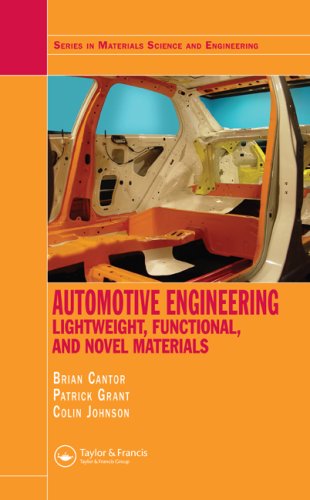 Series in Materials Science and Engineering
AUTOMOTIVE ENGINEERING
LIGHTWEIGHT, FUNCTIONAL,
AND NOVEL MATERIALS
Brian Cantor
Patrick Grant
Colin Johnson
Taylor & Francis
Taylor & Francis Group